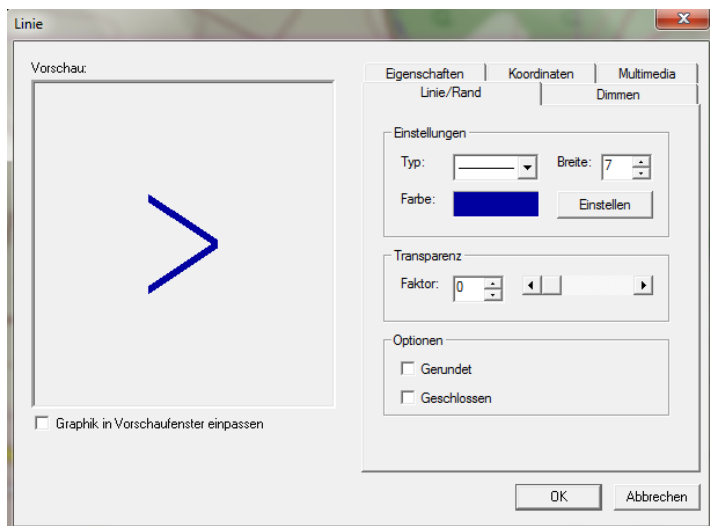 Linie
Vorschau:
Eigenschaften Koordinaten Multimedia
Linie/Rand Dimmen
Einstellungen
Typ: Breite: 7
Farbe: Einstellen
Transparenz
Faktor: 0
Optionen
Gerundet
Geschlossen
Graphik in Vorschaufenster einpassen
OK Abbrechen